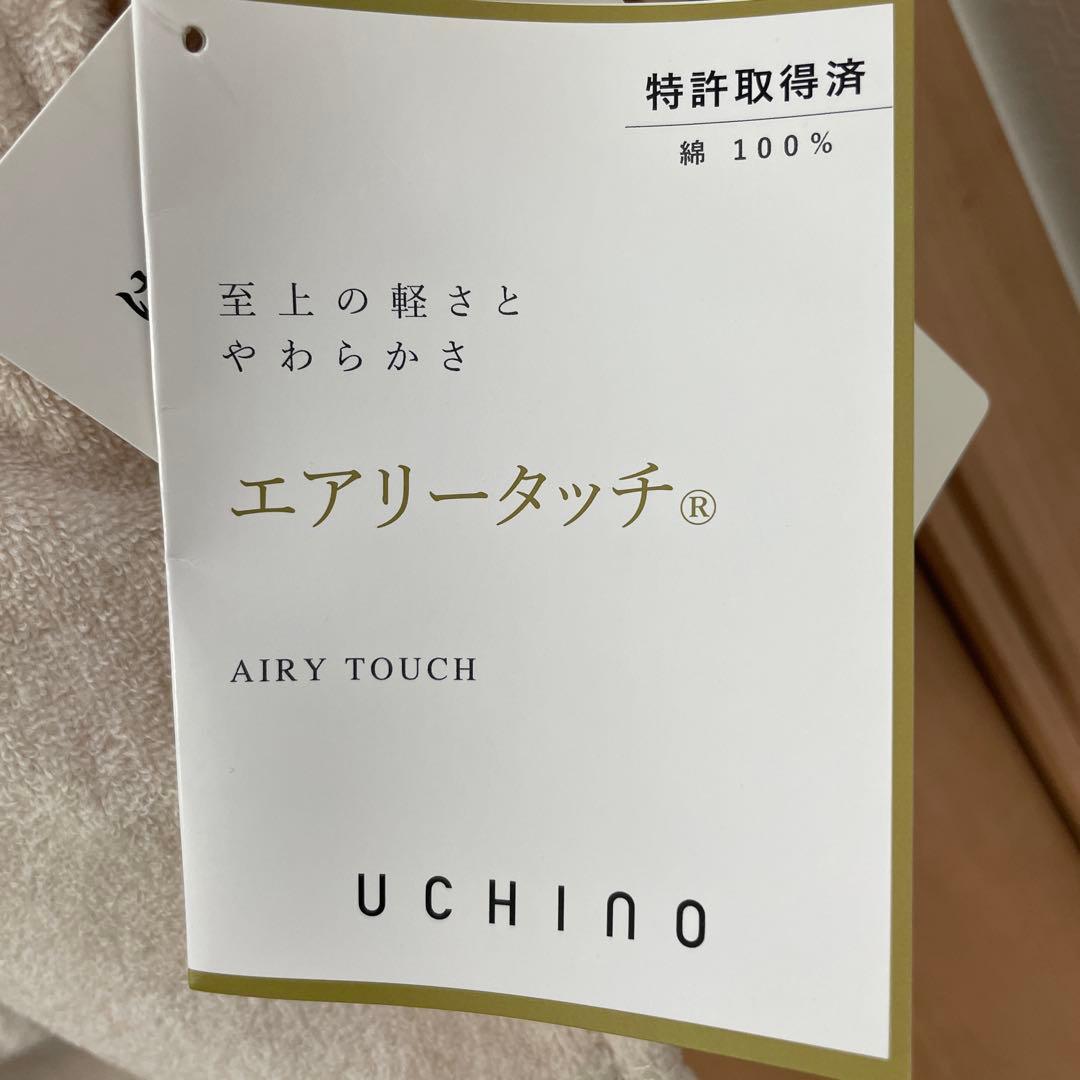 特許取得済
綿 100%
至上の軽さと
やわらかさ
エアリータッチ®
AIRY TOUCH
UCHINO